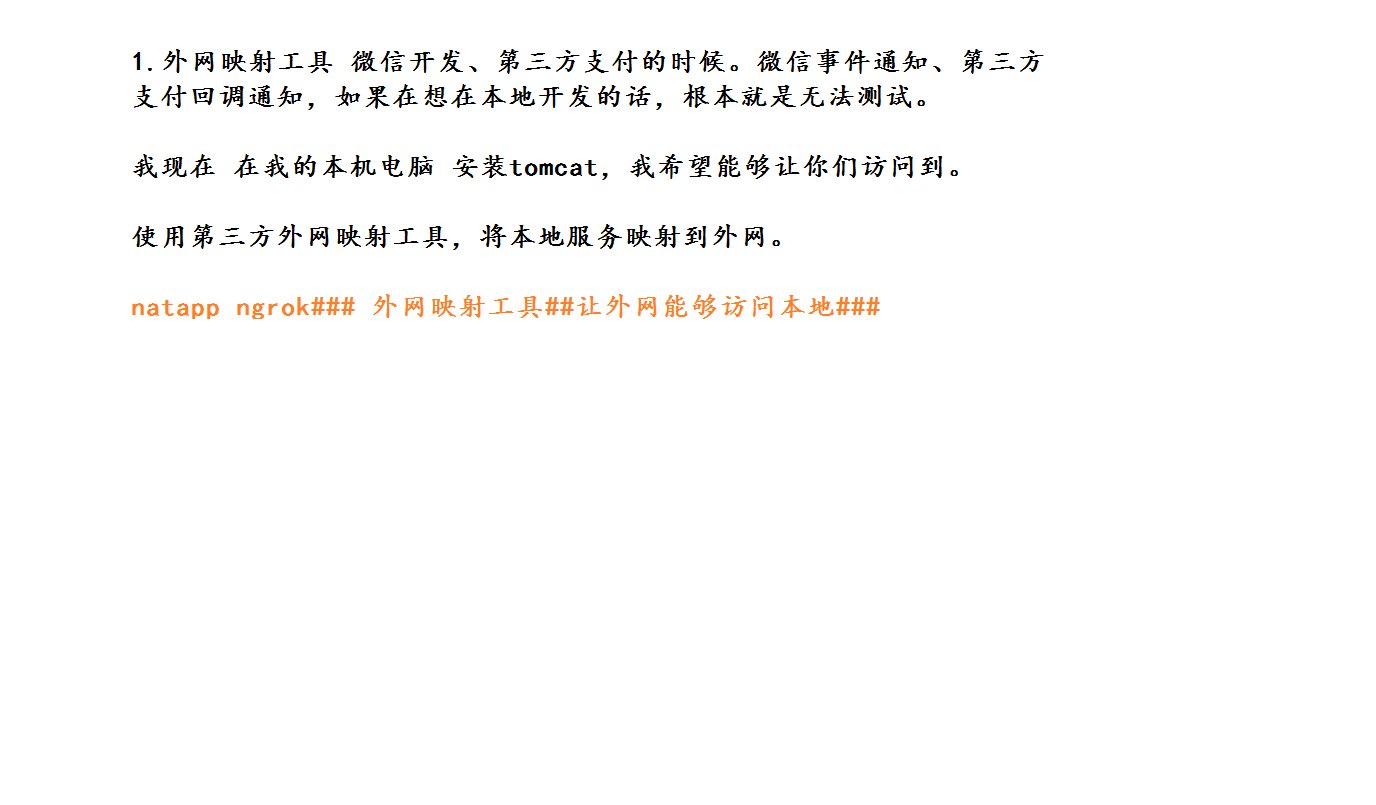 1.外网映射工具 微信开发、第三方支付的时候。微信事件通知、第三方
支付回调通知，如果在想在本地开发的话，根本就是无法测试。
我现在 在我的本机电脑 安装tomcat，我希望能够让你们访问到。
使用第三方外网映射工具，将本地服务映射到外网。
natapp ngrok### 外网映射工具##让外网能够访问本地###